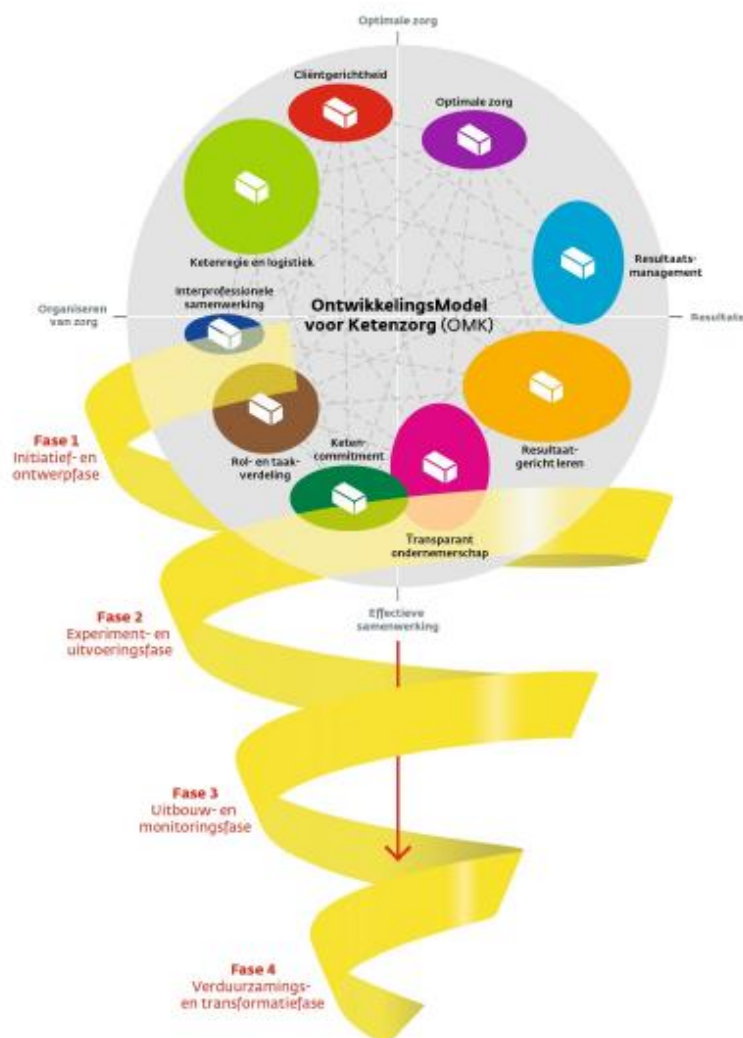 Optimale zorg
Cliëntgerichtheid
Optimale zorg
Ketenregie en logistiek
Resultaats-
management
Interprofessionele
samenwerking
Organiseren
van zorg
OntwikkelingsModel
voor Ketenzorg (OMK)
Resultate
Fase 1
Initiatief- en
ontwerpfase
Rol- en taak-
verdeling
Keten-
commitment
Resultaat-
gericht leren
Transparant
ondernemerschap
Effectieve
samenwerking
Fase 2
Experiment- en
uitvoeringsfase
Fase 3
Uitbouw- en
monitoringsfase
Fase 4
Verduurzamings-
en transformatiefase